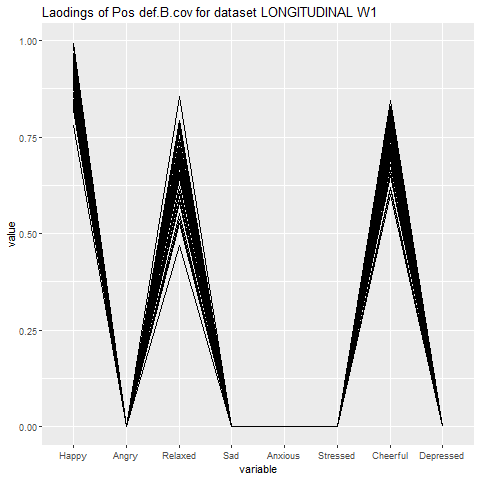 Laodings of Pos def.B.cov for dataset LONGITUDINAL W1
1.00
0.75
0.50
0.25
0.00
value
Happy Angry Relaxed Sad Anxious Stressed Cheerful Depressed
variable